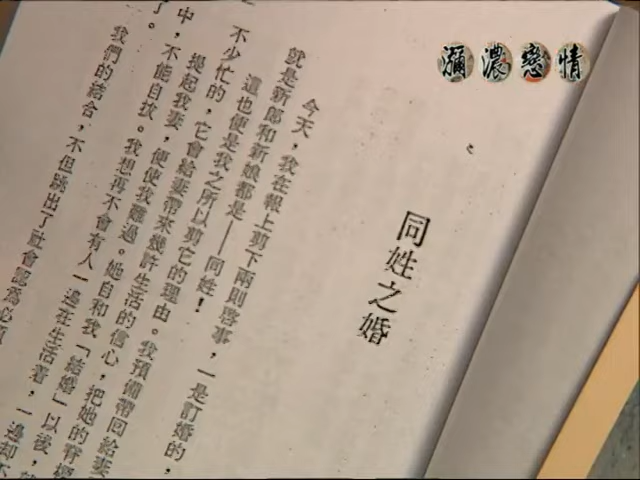 瀰濃戀情
同姓之婚
今天，我在報上剪下兩則啓事，一是訂婚的，
就是新郎和新娘都是——同姓！
這也便是我之所以剪它的理由。我預備帶回給妻
不少忙的，它會給妻帶來幾許生活的信心，把她的脊
提起我妻，便使我難過。她自和我「結婚」以後，
中，不能自拔。我想再不會有人一邊在生活着，一邊却不
了。
我們的結合，不但跳出了社會認爲必須